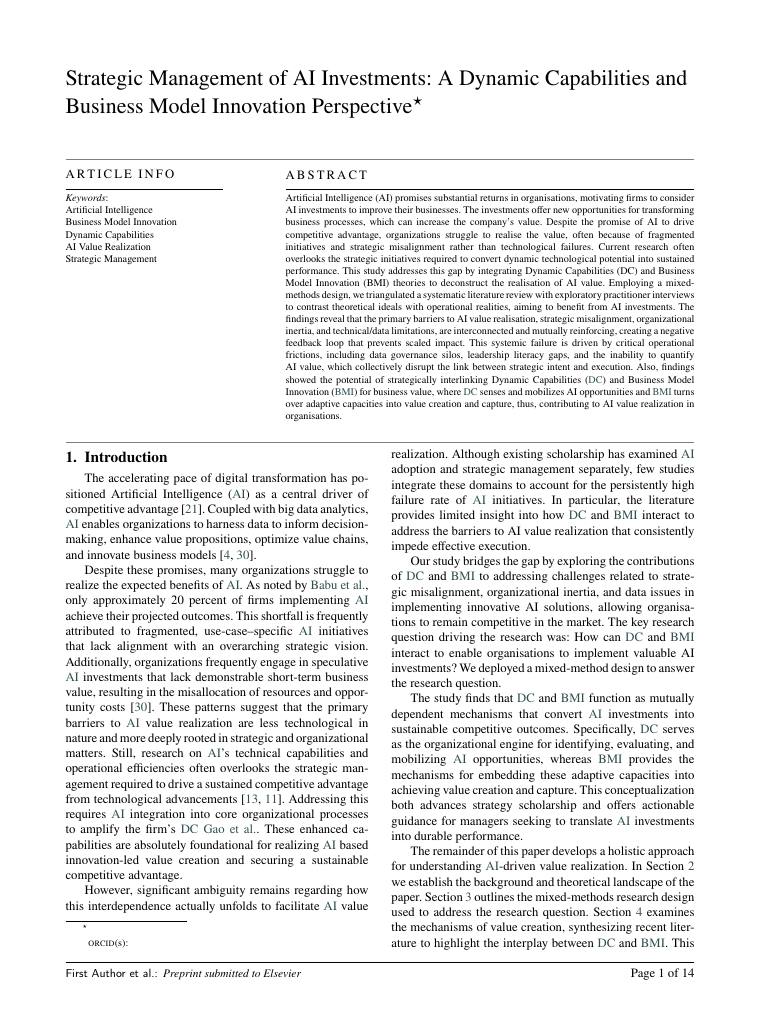 Strategic Management of AI Investments: A Dynamic Capabilities and
Business Model Innovation Perspective⋆
ARTICLE INFO
Keywords:
Artificial Intelligence
Business Model Innovation
Dynamic Capabilities
AI Value Realization
Strategic Management
ABSTRACT
Artificial Intelligence (AI) promises substantial returns in organisations, motivating firms to consider
AI investments to improve their businesses. The investments offer new opportunities for transforming
business processes, which can increase the company's value. Despite the promise of AI to drive
competitive advantage, organizations struggle to realise the value, often because of fragmented
initiatives and strategic misalignment rather than technological failures. Current research often
overlooks the strategic initiatives required to convert dynamic technological potential into sustained
performance. This study addresses this gap by integrating Dynamic Capabilities (DC) and Business
Model Innovation (BMI) theories to deconstruct the realisation of AI value. Employing a mixed-
methods design, we triangulated a systematic literature review with exploratory practitioner interviews
to contrast theoretical ideals with operational realities, aiming to benefit from AI investments. The
findings reveal that the primary barriers to AI value realisation, strategic misalignment, organizational
inertia, and technical/data limitations, are interconnected and mutually reinforcing, creating a negative
feedback loop that prevents scaled impact. This systemic failure is driven by critical operational
frictions, including data governance silos, leadership literacy gaps, and the inability to quantify
AI value, which collectively disrupt the link between strategic intent and execution. Also, findings
showed the potential of strategically interlinking Dynamic Capabilities (DC) and Business Model
Innovation (BMI) for business value, where DC senses and mobilizes AI opportunities and BMI turns
over adaptive capacities into value creation and capture, thus, contributing to AI value realization in
organisations.
1. Introduction
The accelerating pace of digital transformation has po-
sitioned Artificial Intelligence (AI) as a central driver of
competitive advantage [21]. Coupled with big data analytics,
AI enables organizations to harness data to inform decision-
making, enhance value propositions, optimize value chains,
and innovate business models [4, 30].
Despite these promises, many organizations struggle to
realize the expected benefits of AI. As noted by Babu et al.,
only approximately 20 percent of firms implementing AI
achieve their projected outcomes. This shortfall is frequently
attributed to fragmented, use-case–specific AI initiatives
that lack alignment with an overarching strategic vision.
Additionally, organizations frequently engage in speculative
AI investments that lack demonstrable short-term business
value, resulting in the misallocation of resources and oppor-
tunity costs [30]. These patterns suggest that the primary
barriers to AI value realization are less technological in
nature and more deeply rooted in strategic and organizational
matters. Still, research on AI's technical capabilities and
operational efficiencies often overlooks the strategic man-
agement required to drive a sustained competitive advantage
from technological advancements [13, 11]. Addressing this
requires AI integration into core organizational processes
to amplify the firm's DC Gao et al.. These enhanced ca-
pabilities are absolutely foundational for realizing AI based
innovation-led value creation and securing a sustainable
competitive advantage.
However, significant ambiguity remains regarding how
this interdependence actually unfolds to facilitate AI value
⋆
ORCID(s):
realization. Although existing scholarship has examined AI
adoption and strategic management separately, few studies
integrate these domains to account for the persistently high
failure rate of AI initiatives. In particular, the literature
provides limited insight into how DC and BMI interact to
address the barriers to AI value realization that consistently
impede effective execution.
Our study bridges the gap by exploring the contributions
of DC and BMI to addressing challenges related to strate-
gic misalignment, organizational inertia, and data issues in
implementing innovative AI solutions, allowing organisa-
tions to remain competitive in the market. The key research
question driving the research was: How can DC and BMI
interact to enable organisations to implement valuable AI
investments? We deployed a mixed-method design to answer
the research question.
The study finds that DC and BMI function as mutually
dependent mechanisms that convert AI investments into
sustainable competitive outcomes. Specifically, DC serves
as the organizational engine for identifying, evaluating, and
mobilizing AI opportunities, whereas BMI provides the
mechanisms for embedding these adaptive capacities into
achieving value creation and capture. This conceptualization
both advances strategy scholarship and offers actionable
guidance for managers seeking to translate AI investments
into durable performance.
The remainder of this paper develops a holistic approach
for understanding AI-driven value realization. In Section 2
we establish the background and theoretical landscape of the
paper. Section 3 outlines the mixed-methods research design
used to address the research question. Section 4 examines
the mechanisms of value creation, synthesizing recent liter-
ature to highlight the interplay between DC and BMI. This
First Author et al.: Preprint submitted to Elsevier
Page 1 of 14